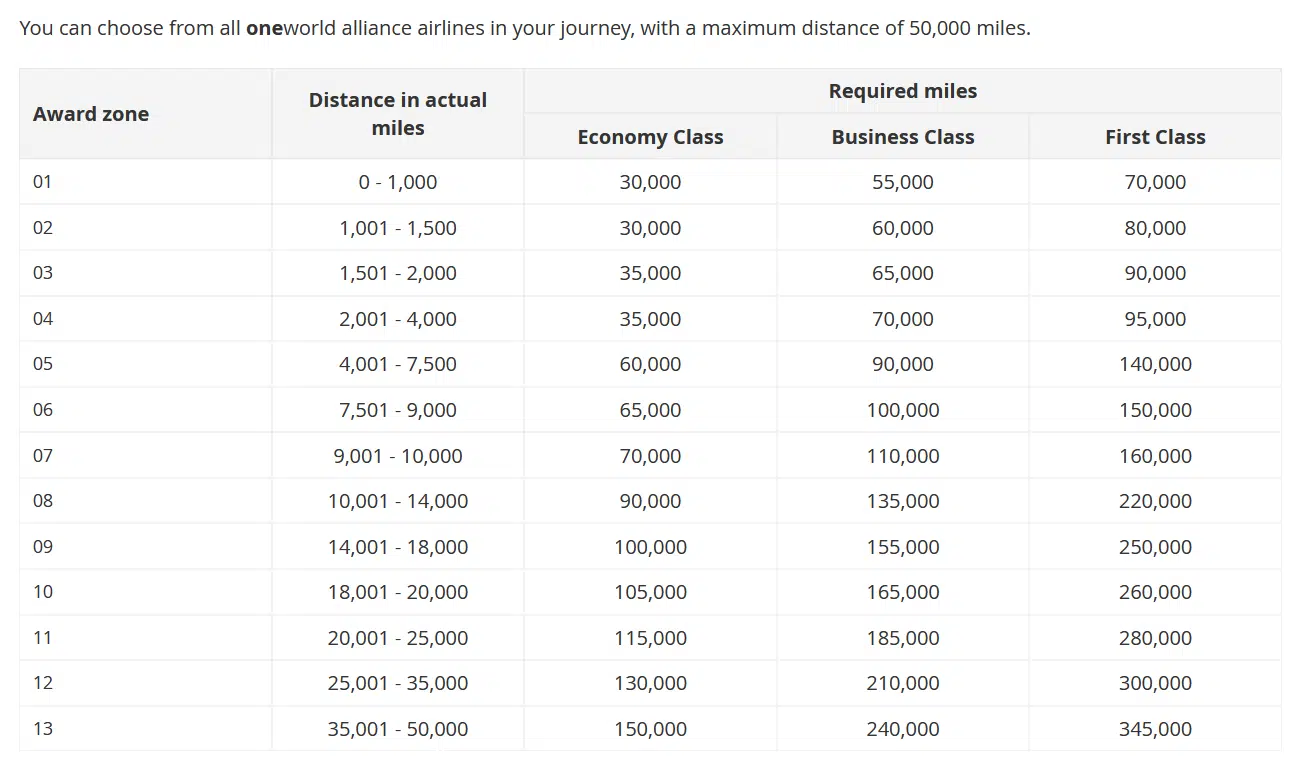 You can choose from all oneworld alliance airlines in your journey, with a maximum distance of 50,000 miles.
Award zone
Distance in actual
miles
Required miles
Economy Class Business Class First Class
01 0 - 1,000 30,000 55,000 70,000
02 1,001 - 1,500 30,000 60,000 80,000
03 1,501 - 2,000 35,000 65,000 90,000
04 2,001 - 4,000 35,000 70,000 95,000
05 4,001 - 7,500 60,000 90,000 140,000
06 7,501 - 9,000 65,000 100,000 150,000
07 9,001 - 10,000 70,000 110,000 160,000
08 10,001 - 14,000 90,000 135,000 220,000
09 14,001 - 18,000 100,000 155,000 250,000
10 18,001 - 20,000 105,000 165,000 260,000
11 20,001 - 25,000 115,000 185,000 280,000
12 25,001 - 35,000 130,000 210,000 300,000
13 35,001 - 50,000 150,000 240,000 345,000